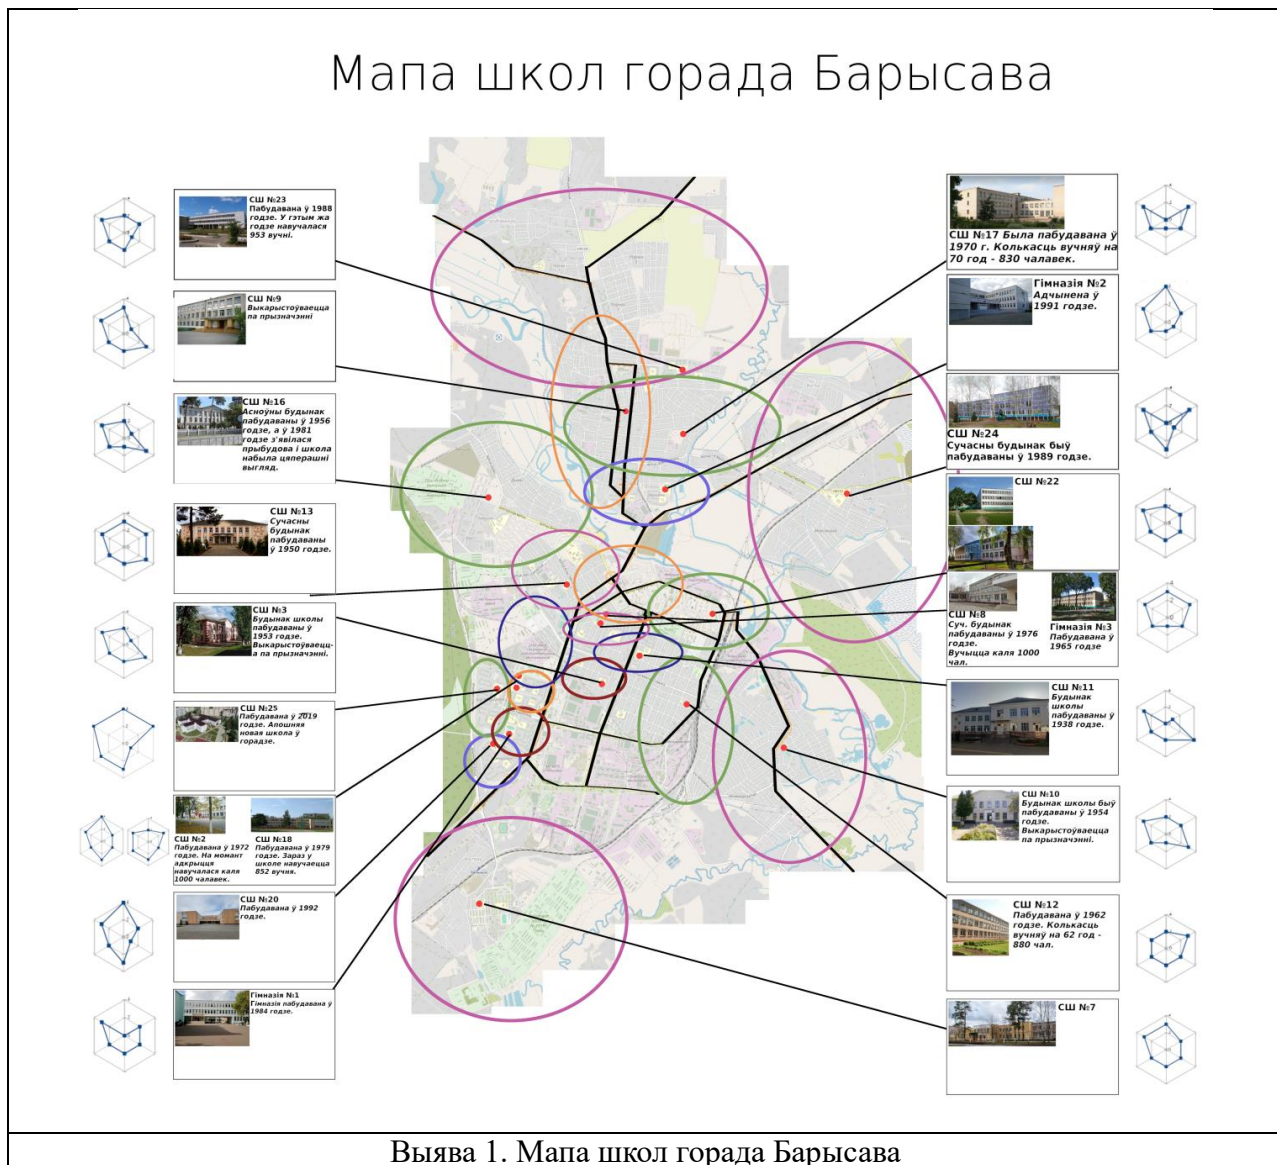 Мапа школ горада Барысава
СШ №23
Пабудавана ў 1988
годзе. У гэтым жа
годзе навучалася
953 вучні.
СШ №9
Выкарыстоўваецца
па прызначэнні
СШ №16
Асноўны будынак
пабудаваны ў 1956
годзе, а ў 1981
годзе з'явілася
прыбудова і школа
набыла цяперашні
выгляд.
СШ №13
Сучасны
будынак
пабудаваны
ў 1950 годзе.
СШ №3
Будынак школы
пабудаваны ў
1953 годзе.
Выкарыстоўваецц-
а па прызначэнні.
СШ №25
Пабудавана ў 2019
годзе. Апошняя
новая школа ў
горадзе.
СШ №2
Пабудавана ў 1972
годзе. На момант
адкрыцця
навучалася каля
1000 чалавек.
СШ №18
Пабудавана ў 1979
годзе. Зараз у
школе навучаецца
852 вучня.
СШ №20
Пабудавана ў 1992
годзе.
Гімназія №1
Гімназія пабудавана ў
1984 годзе.
СШ №17 Была пабудавана ў
1970 г. Колькасць вучняў на
70 год - 830 чалавек.
Гімназія №2
Адчынена ў
1991 годзе.
СШ №24
Сучасны будынак быў
пабудаваны ў 1989 годзе.
СШ №22
СШ №8
Суч. будынак
пабудаваны ў 1976
годзе.
Вучыцца каля 1000
чал.
Гімназія №3
Пабудавана ў
1965 годзе
СШ №11
Будынак
школы
пабудаваны ў
1938 годзе.
СШ №10
Будынак школы быў
пабудаваны ў 1954
годзе.
Выкарыстоўваецца
па прызначэнні.
СШ №12
Пабудавана ў 1962
годзе. Колькасць
вучняў на 62 год -
880 чал.
СШ №7
Выява 1. Мапа школ горада Барысава